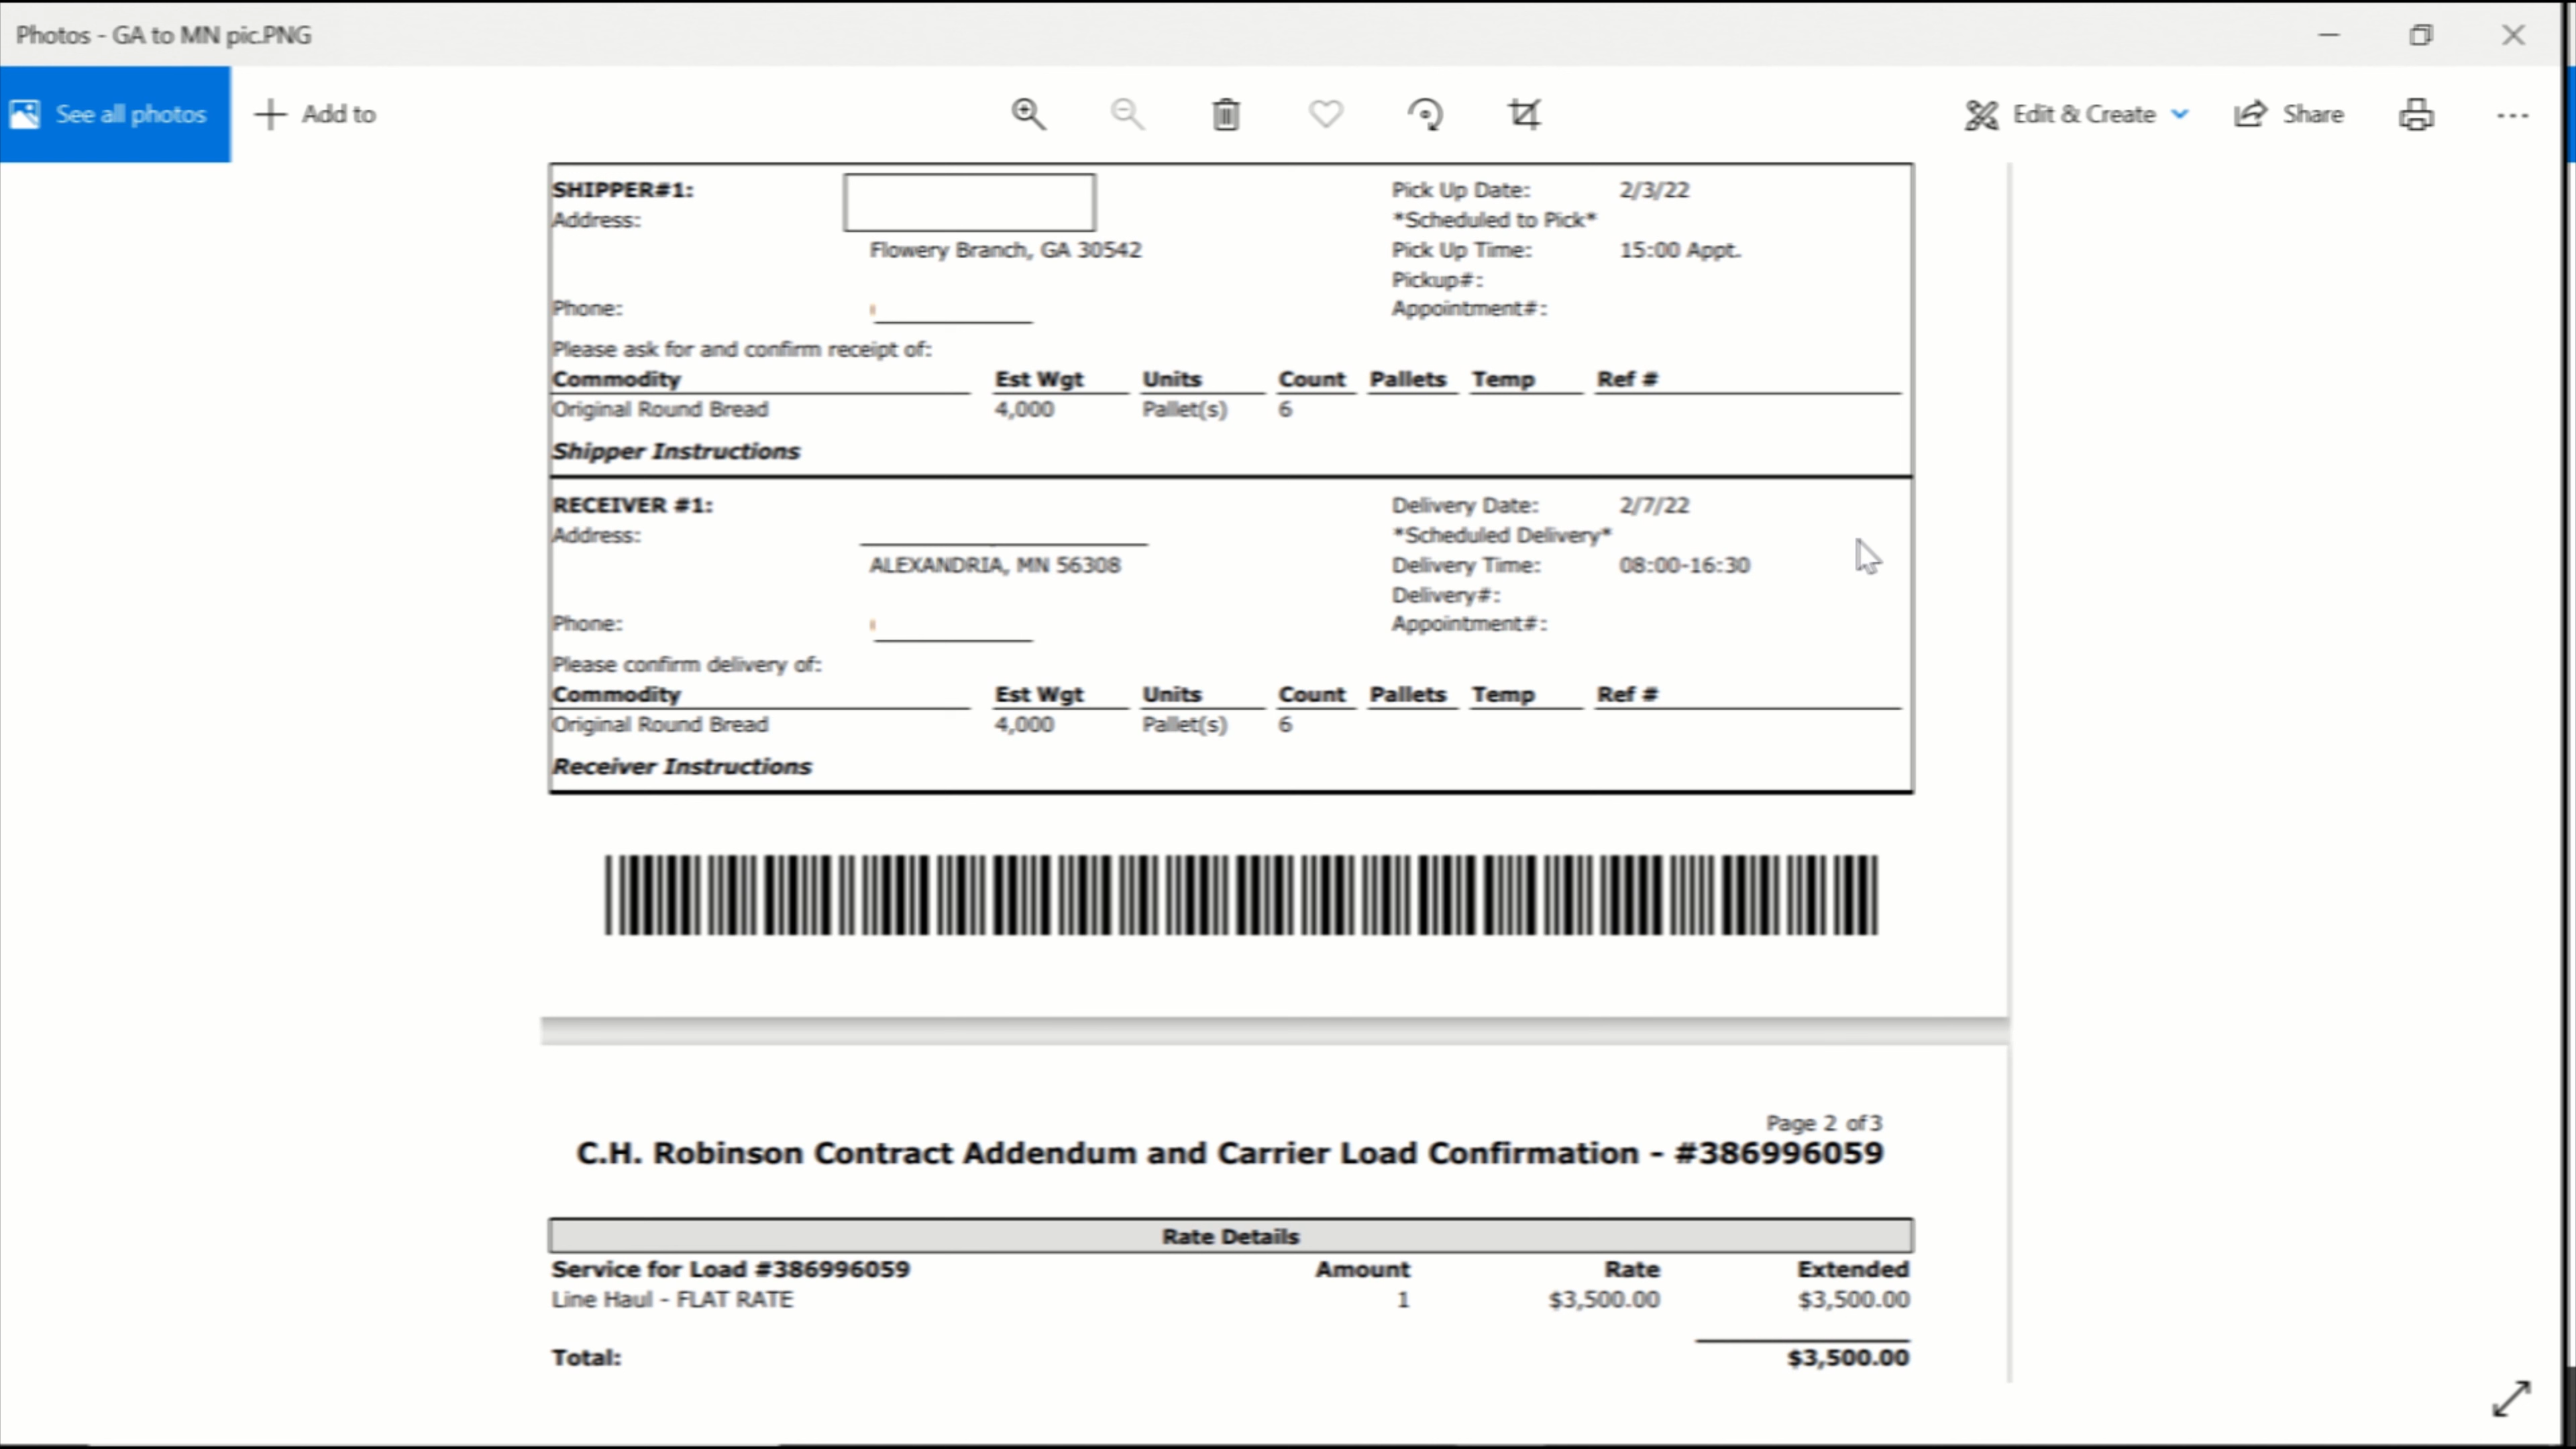 Photos - GA to MN pic.PNG
See all photos
Add to
Edit & Create
Share
SHIPPER#1:
Pick Up Date: 2/3/22
Address:
*Scheduled to Pick*
Flowery Branch, GA 30542
Pick Up Time: 15:00 Appt.
Pickup#:
Phone:
Appointment#:
Please ask for and confirm receipt of:
Commodity Est Wgt Units Count Pallets Temp Ref #
Original Round Bread 4,000 Pallet(s) 6
Shipper Instructions
RECEIVER #1:
Delivery Date: 2/7/22
Address:
*Scheduled Delivery*
ALEXANDRIA, MN 56308
Delivery Time: 08:00-16:30
Delivery#:
Phone:
Appointment#:
Please confirm delivery of:
Commodity Est Wgt Units Count Pallets Temp Ref #
Original Round Bread 4,000 Pallet(s) 6
Receiver Instructions
Page 2 of 3
C.H. Robinson Contract Addendum and Carrier Load Confirmation - #386996059
Rate Details
Service for Load #386996059 Amount Rate Extended
Line Haul - FLAT RATE 1 $3,500.00 $3,500.00
Total: $3,500.00